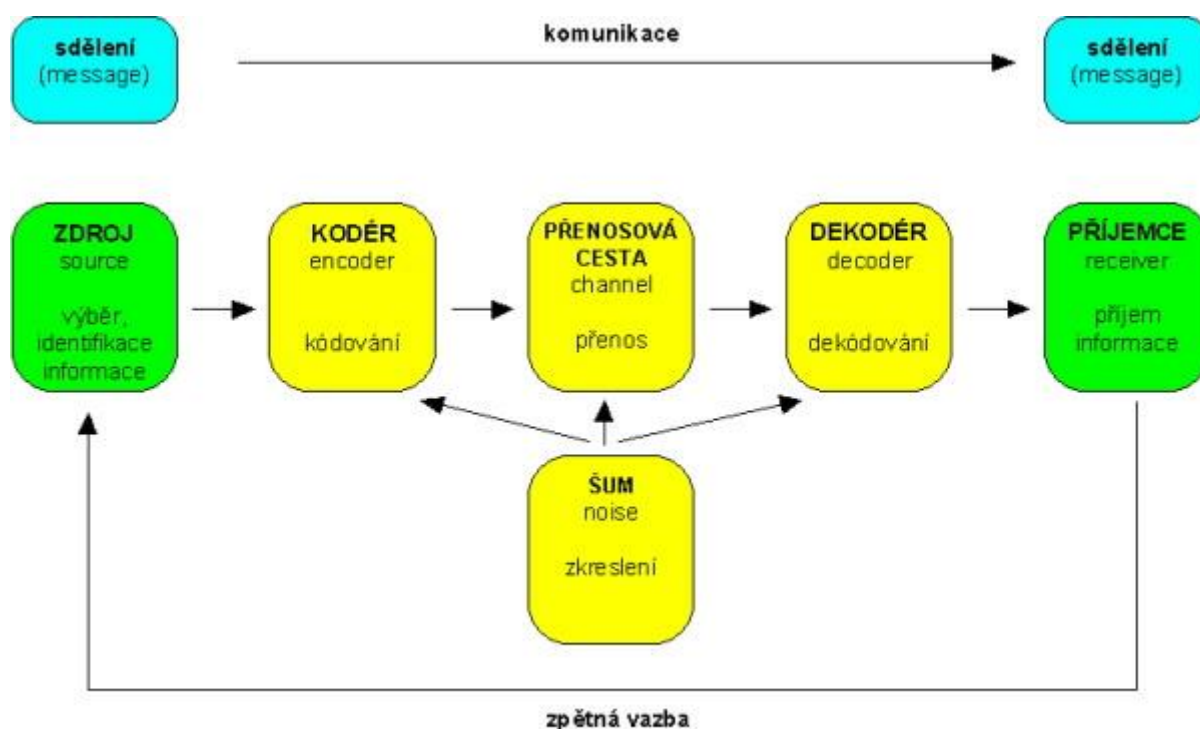 sdělení
(message)
komunikace
sdělení
(message)
ZDROJ
source
výběr,
identifikace
informace
KODÉR
encoder
kódování
PŘENOSOVÁ
CESTA
channel
přenos
DEKODÉR
decoder
dekódování
PŘÍJEMCE
receiver
příjem
informace
ŠUM
noise
zkreslení
zpětná vazba